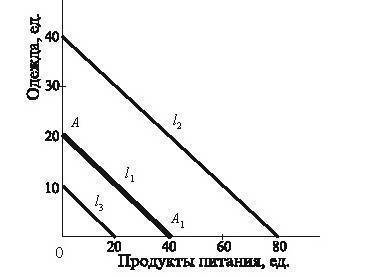 Одежда, ед.
40
30
20
10
A
l₁
l₂
l₃
A₁
0
20
40
60
80
Продукты питания, ед.